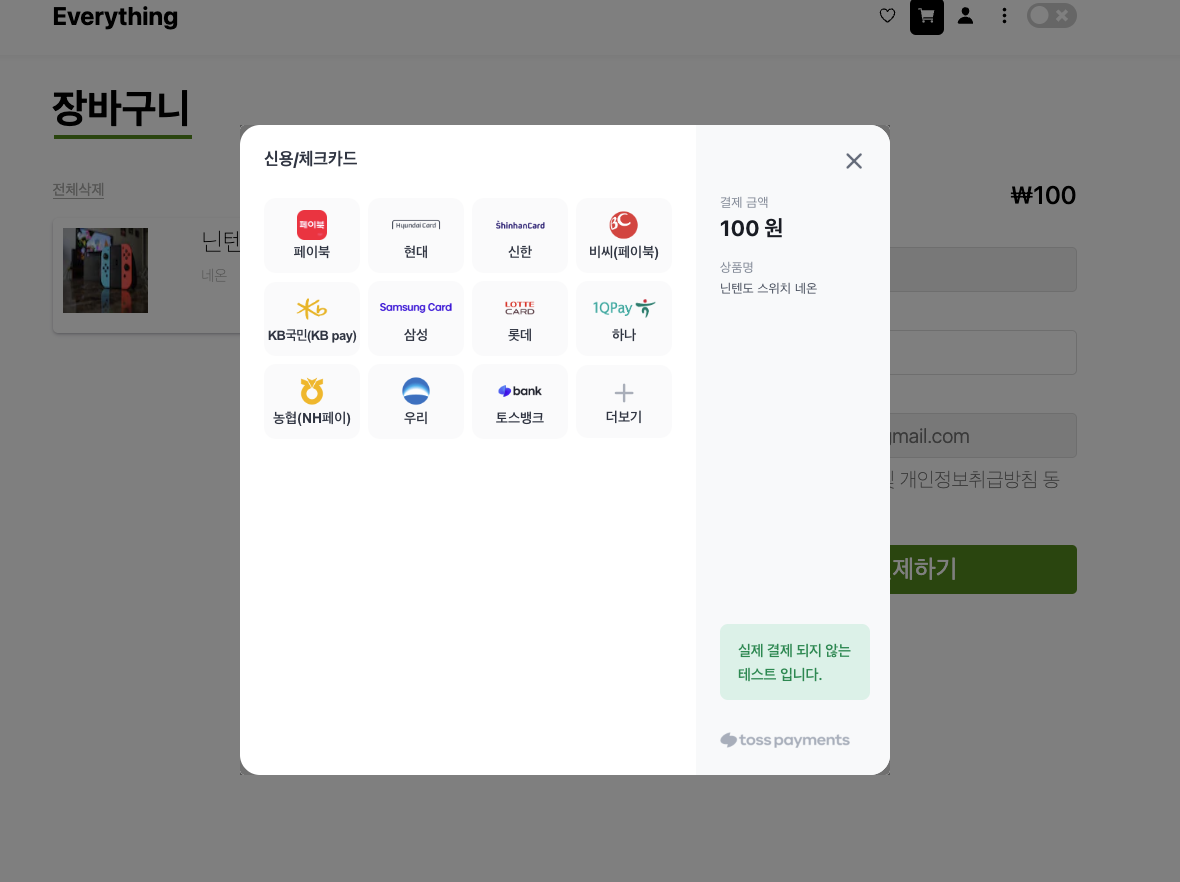 Everything
장바구니
전체삭제
닌텐
네온
₩100
gmail.com
개인정보취급방침 동
제하기
신용/체크카드
페이북
페이북
Hyundai Card
현대
ShinhanCard
신한
비씨(페이북)
KB국민(KB pay)
Samsung Card
삼성
LOTTE
CARD
롯데
1QPay
하나
농협(NH페이)
우리
bank
토스뱅크
더보기
결제 금액
100 원
상품명
닌텐도 스위치 네온
실제 결제 되지 않는
테스트 입니다.
toss payments